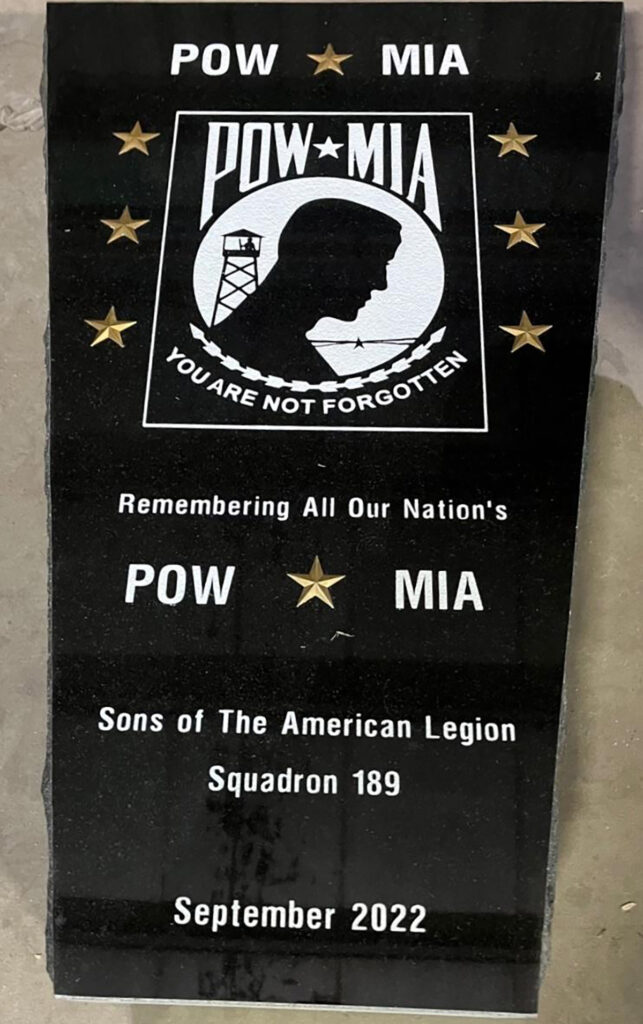 POW MIA
POW MIA
YOU ARE NOT FORGOTTEN
Remembering All Our Nation's
POW MIA
Sons of The American Legion
Squadron 189
September 2022